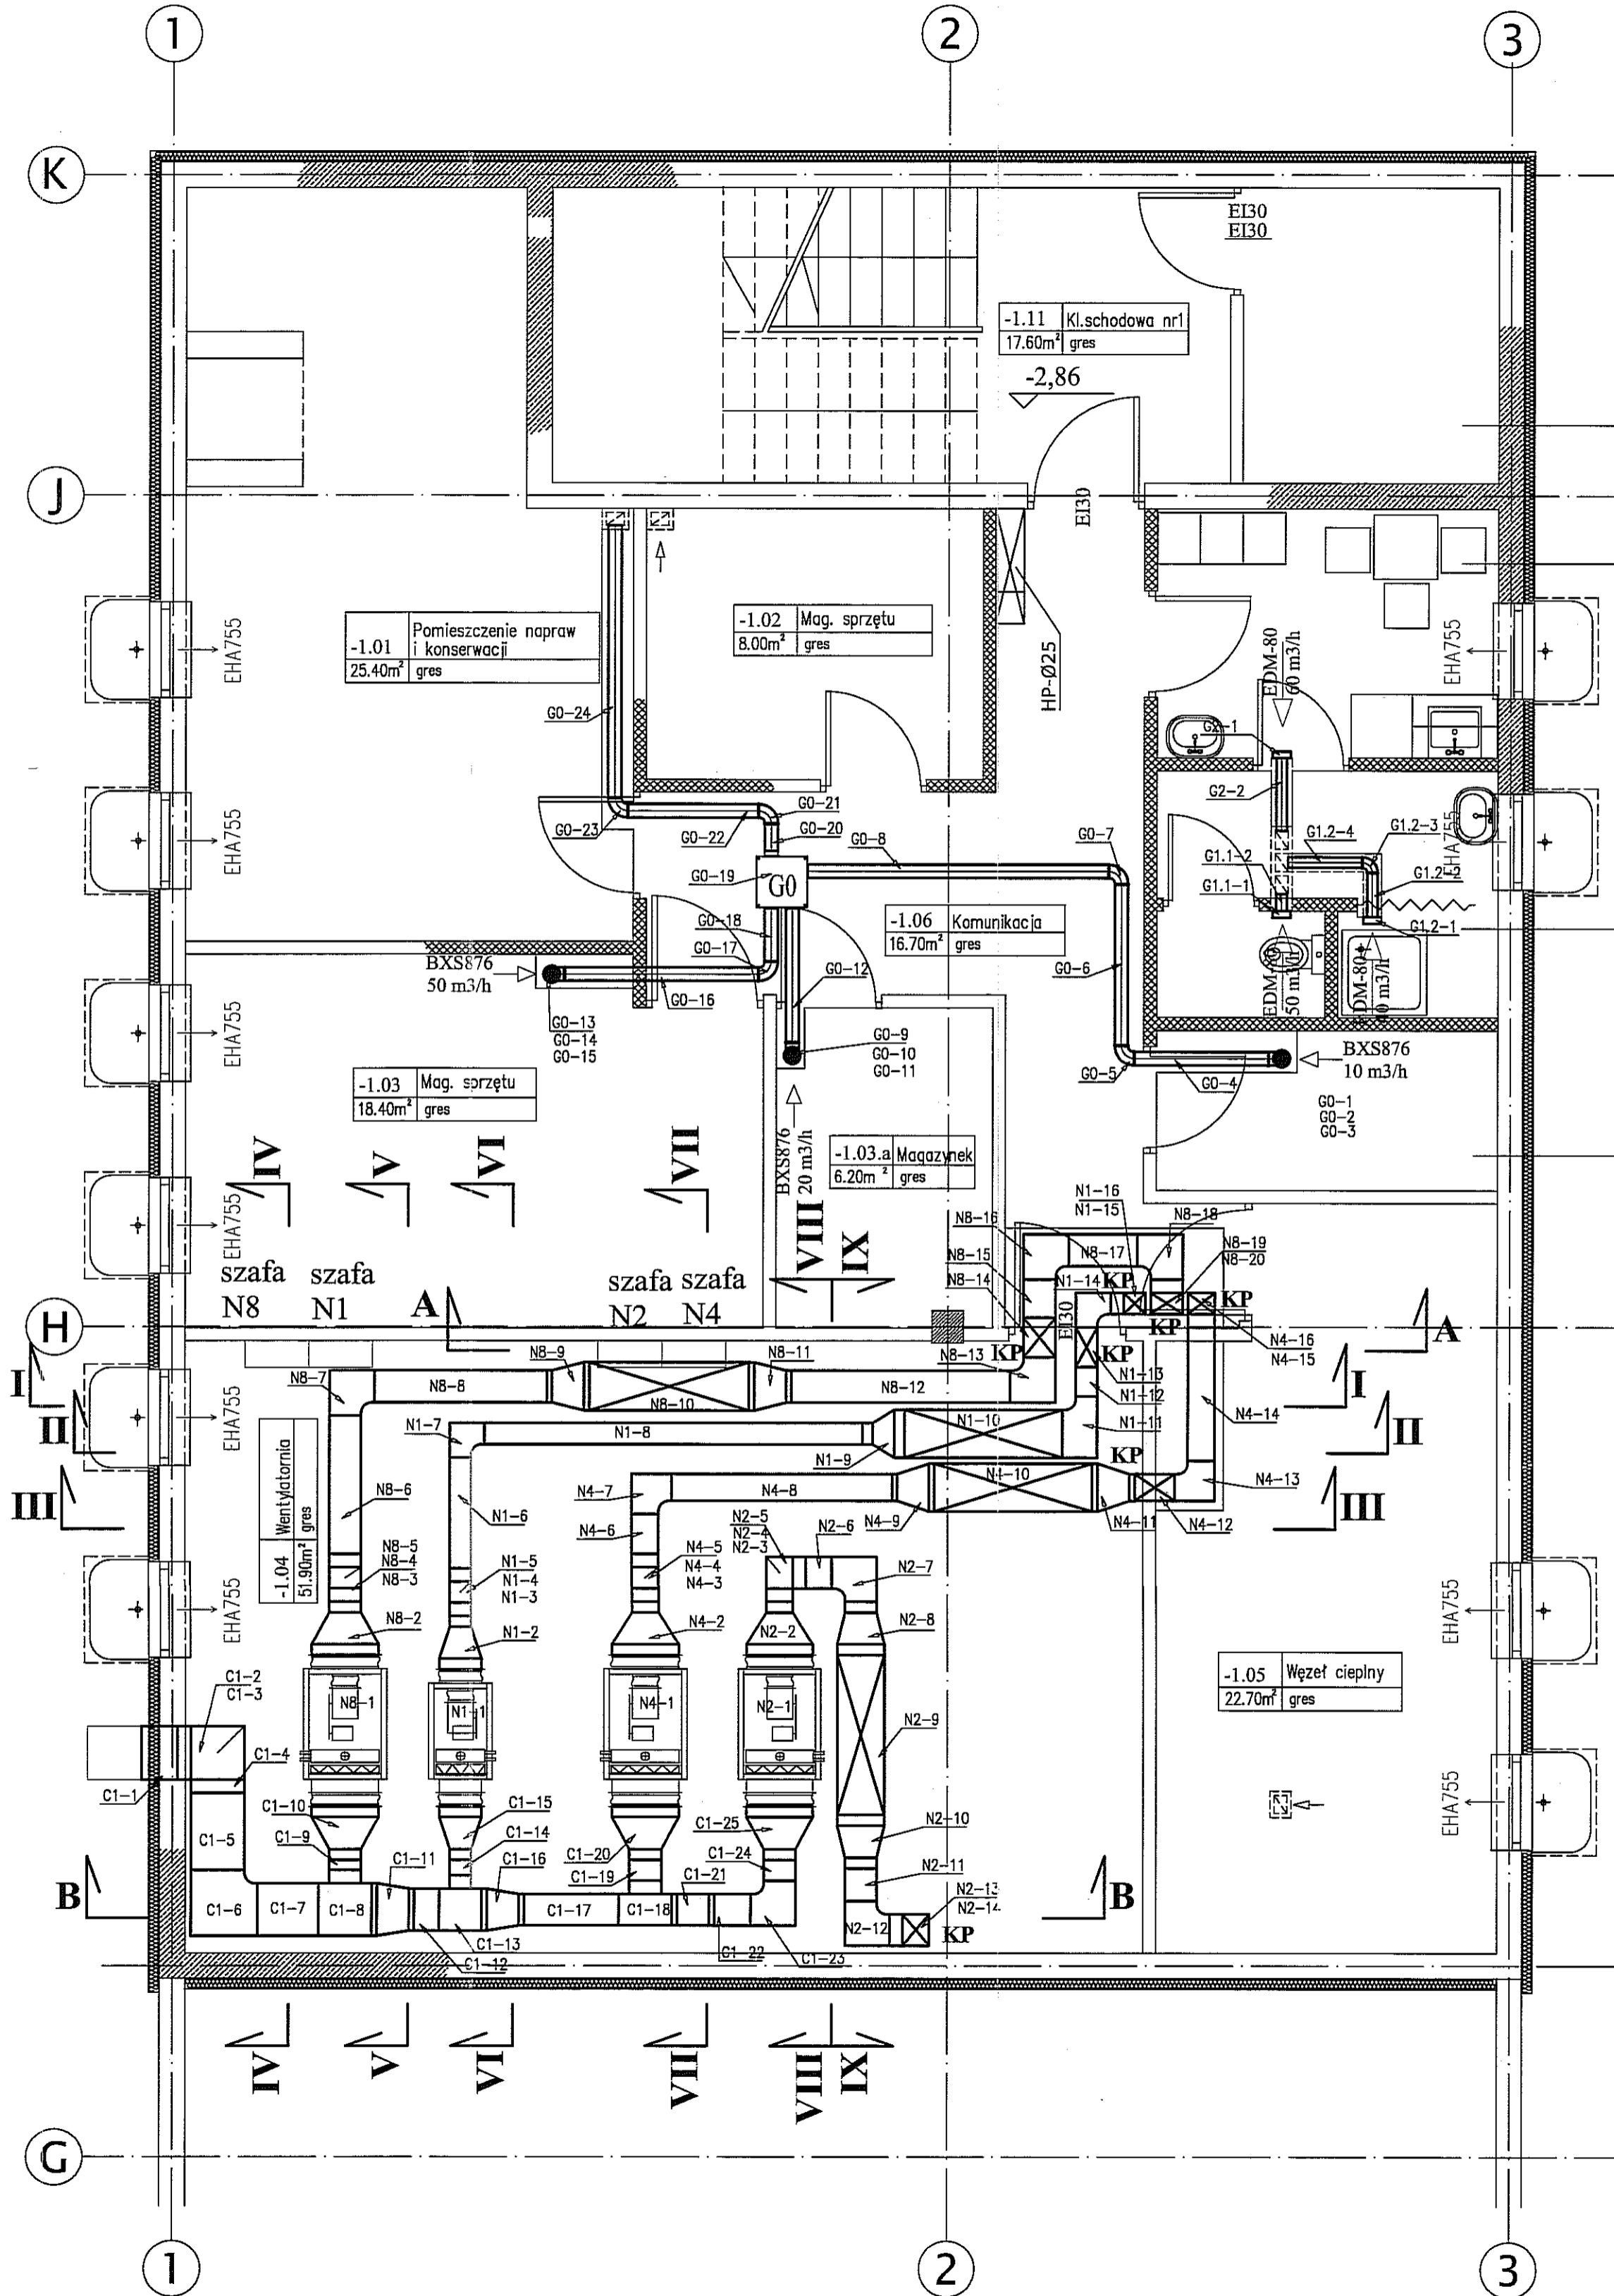 1
2
3
K
EI30
EI30
-1.11 Kl.schodowa nr1
17.60m² gres
-2,86
J
EI30
-1.01 Pomieszczenie napraw
i konserwacji
25.40m² gres
-1.02 Mag. sprzętu
8.00m² gres
HP-Ø25
EHA755
EHA755
EDM-80
60 m3/h
G0-24
G2-2
G0-21
G0-20
G0-22
G0-23
G0-8
G0-7
G1.2-4
G1.2-3
G1.1-2
G1.1-1
G1.2-2
G1.2-1
EHA755
EHA755
G0-19
G0
G0-18
G0-17
-1.06 Komunikacja
16.70m² gres
BXS876
50 m3/h
G0-16
G0-12
G0-6
50 m3/h
EHA755
G0-13
G0-14
G0-15
G0-9
G0-10
G0-11
G0-5
G0-4
BXS876
10 m3/h
G0-1
G0-2
G0-3
-1.03 Mag. sprzętu
18.40m² gres
-1.03.a Magazynek
6.20m² gres
BXS876
20 m3/h
IV
V
VI
VII
VIII
IX
EHA755
szafa
N8
szafa
N1
szafa
N2
szafa
N4
N1-16
N1-15
N8-18
N8-16
N8-17
N8-19
N8-20
N8-15
N8-14
N1-14
KP
KP
KP
EI30
N4-16
N4-15
H
A
A
N8-13
KP
KP
N1-13
N1-12
N1-11
N4-14
I
I
II
II
III
III
N8-7
N8-8
N8-9
N8-10
N8-11
N8-12
EHA755
N1-7
N1-8
N1-9
N1-10
KP
N4-7
N4-8
N4-9
N4-10
N4-11
N4-12
N4-13
-1.04 Wentylatornia
51.90m² gres
N8-6
N1-6
N4-6
N2-5
N2-4
N2-3
N2-6
N2-7
N8-5
N8-4
N8-3
N1-5
N1-4
N1-3
N4-5
N4-4
N4-3
EHA755
EHA755
N8-2
N1-2
N4-2
N2-2
N2-8
-1.05 Węzeł cieplny
22.70m² gres
N8-1
N1-1
N4-1
N2-1
N2-9
C1-2
C1-3
C1-4
C1-1
EHA755
C1-10
C1-9
C1-15
C1-14
C1-20
C1-19
C1-25
C1-24
N2-10
N2-11
C1-5
C1-11
C1-16
C1-21
B
B
C1-6
C1-7
C1-8
C1-12
C1-13
C1-17
C1-18
C1-22
C1-23
N2-12
N2-13
N2-14
KP
IV
V
VI
VII
VIII
IX
G
1
2
3